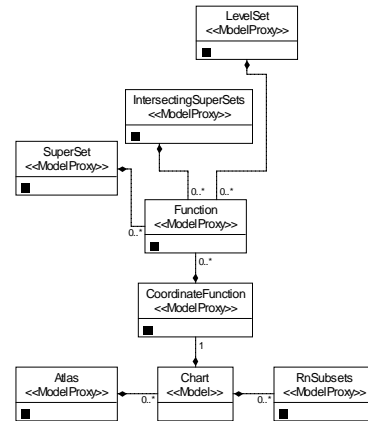 LevelSet
<<ModelProxy>>
IntersectingSuperSets
<<ModelProxy>>
SuperSet
<<ModelProxy>>
0..*
0..*
0..*
Function
<<ModelProxy>>
0..*
CoordinateFunction
<<ModelProxy>>
1
Atlas
<<ModelProxy>>
0..*
Chart
<<Model>>
0..*
RnSubsets
<<ModelProxy>>